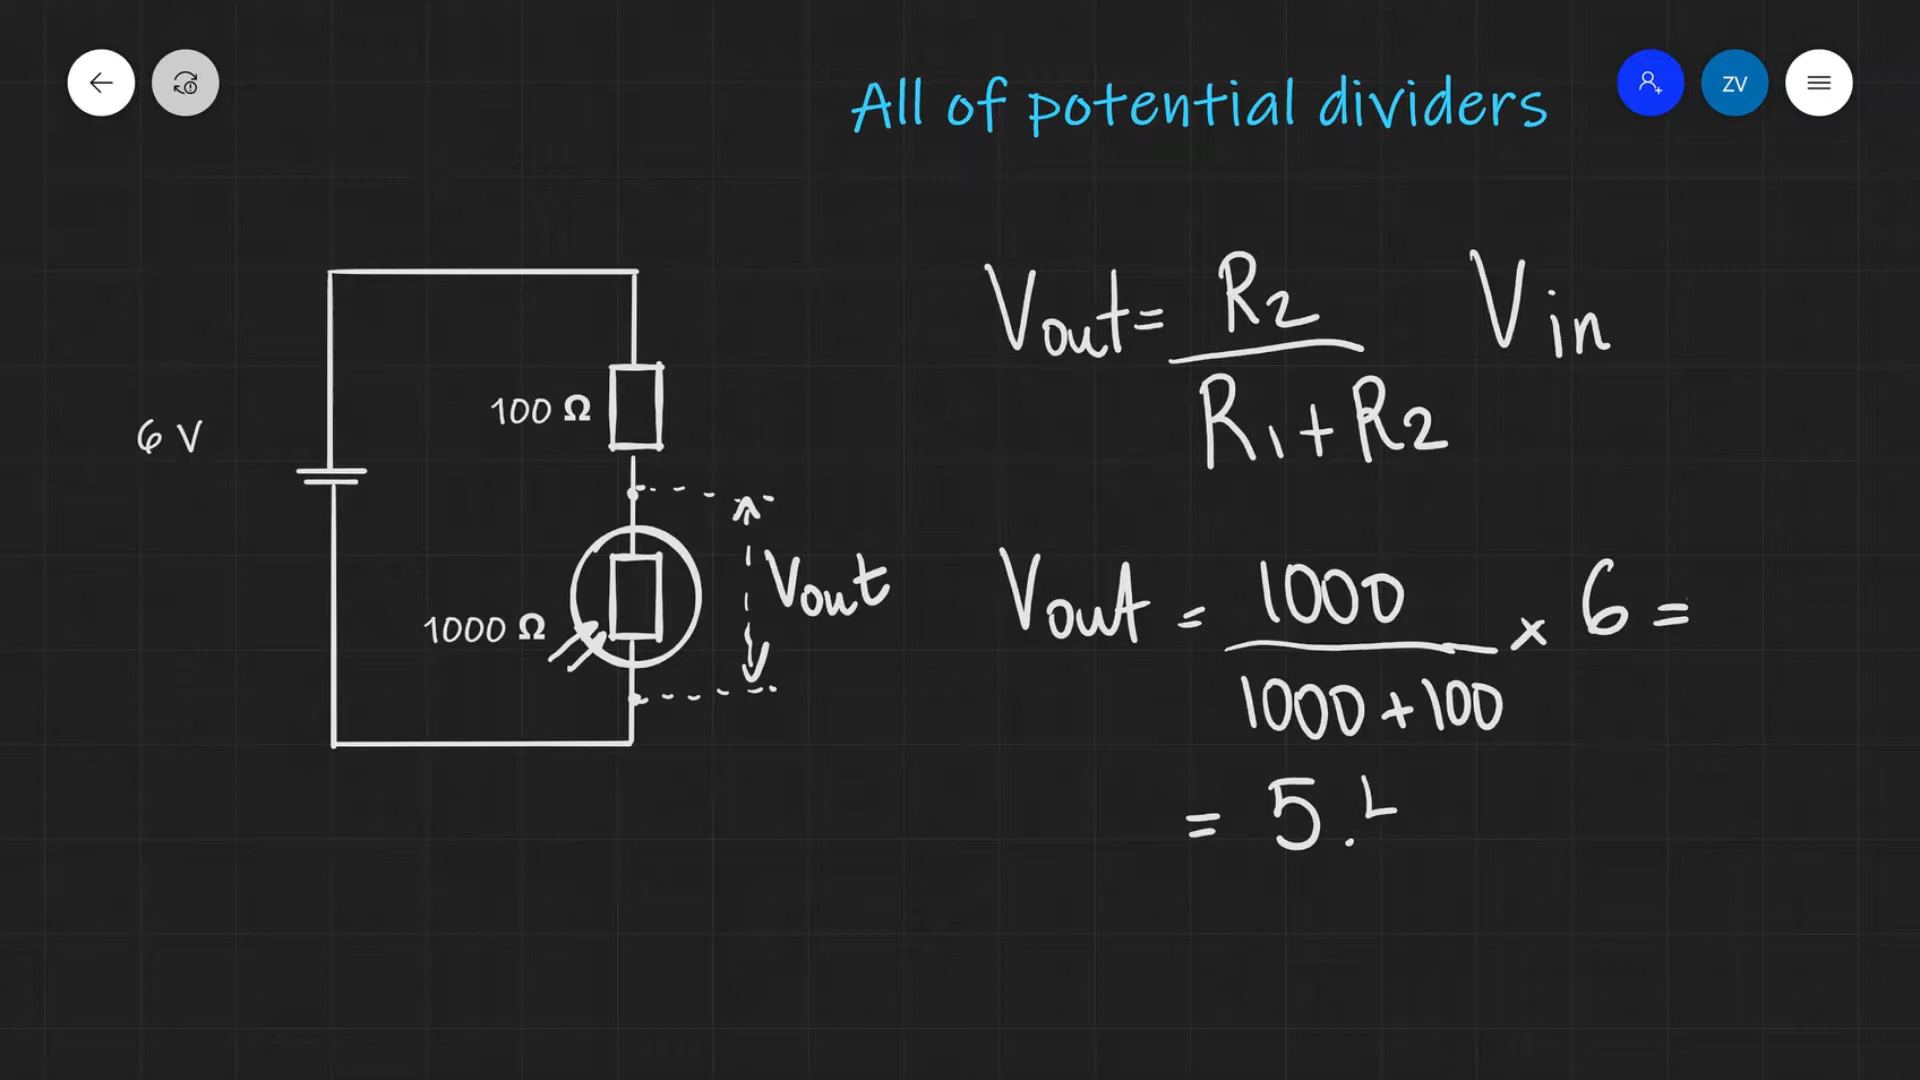 All of potential dividers
ZV
Vout = R2 / R1 + R2 Vin
100 Ω
6 V
Vout
1000 Ω
Vout = 1000 / 1000 + 100 × 6 =
= 5.